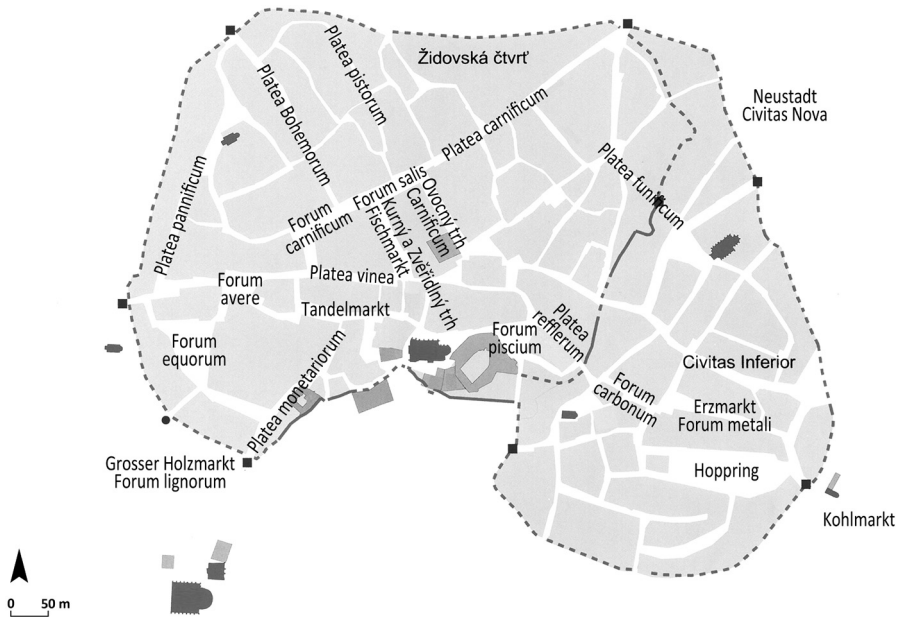 Židovská čtvrť
Platea pistorum
Platea Bohemorum
Platea carnificum
Neustadt
Civitas Nova
Platea pannificum
Forum
carnificum
Forum salis
Ovocný trh
Carnificum
Kurný a Zvěřidlný trh
Fischmarkt
Platea funificum
Forum
avere
Platea vinea
Tandelmarkt
Forum
equorum
Platea monetariorum
Forum
piscium
Platea
refflerum
Forum
carbonum
Civitas Inferior
Erzmarkt
Forum metali
Hoppring
Grosser Holzmarkt
Forum lignorum
Kohlmarkt
0 50 m